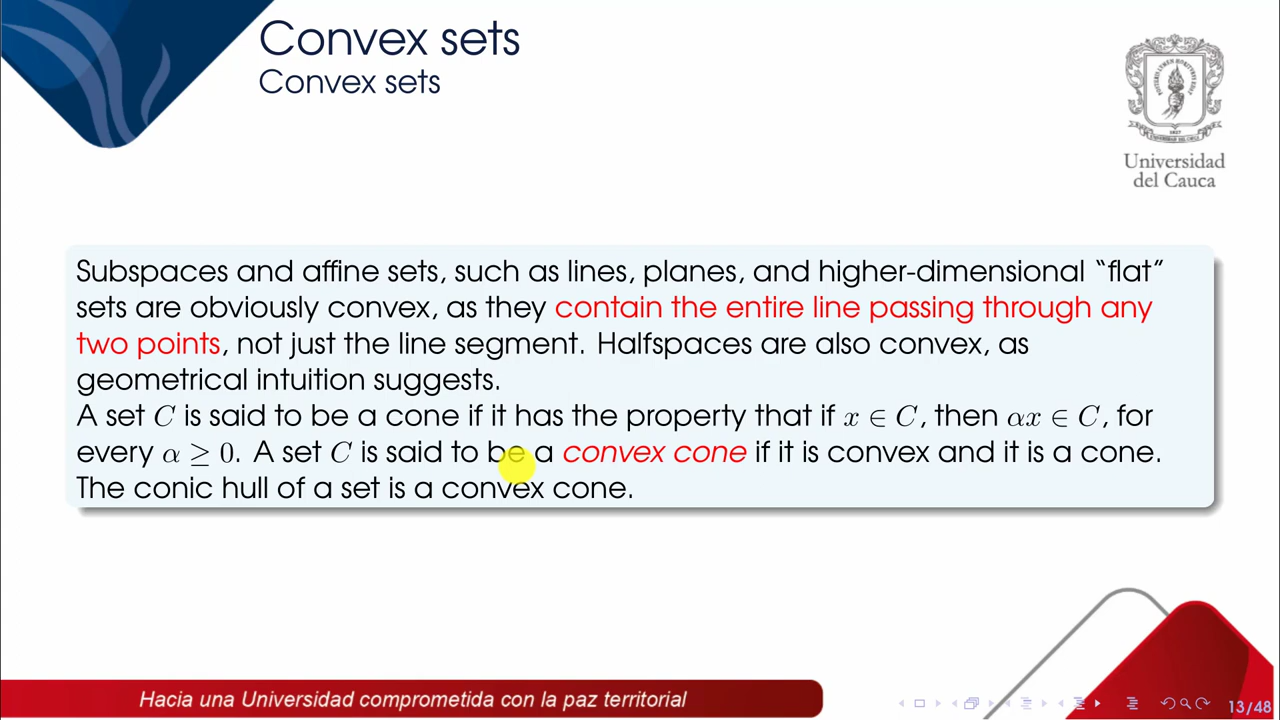 Convex sets
Convex sets
Universidad
del Cauca
Subspaces and affine sets, such as lines, planes, and higher-dimensional “flat”
sets are obviously convex, as they contain the entire line passing through any
two points, not just the line segment. Halfspaces are also convex, as
geometrical intuition suggests.
A set C is said to be a cone if it has the property that if x ∈ C, then αx ∈ C, for
every α ≥ 0. A set C is said to be a convex cone if it is convex and it is a cone.
The conic hull of a set is a convex cone.
Hacia una Universidad comprometida con la paz territorial
13/48